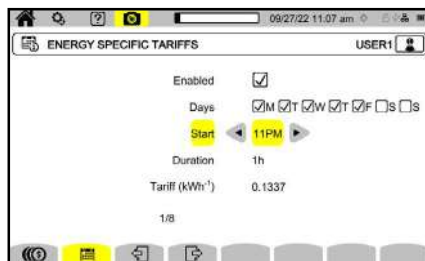 09/27/22 11:07 am
ENERGY SPECIFIC TARIFFS USER1
Enabled
Days M T W T F S S
Start 11PM
Duration 1h
Tariff (kWh⁻¹) 0.1337
1/8